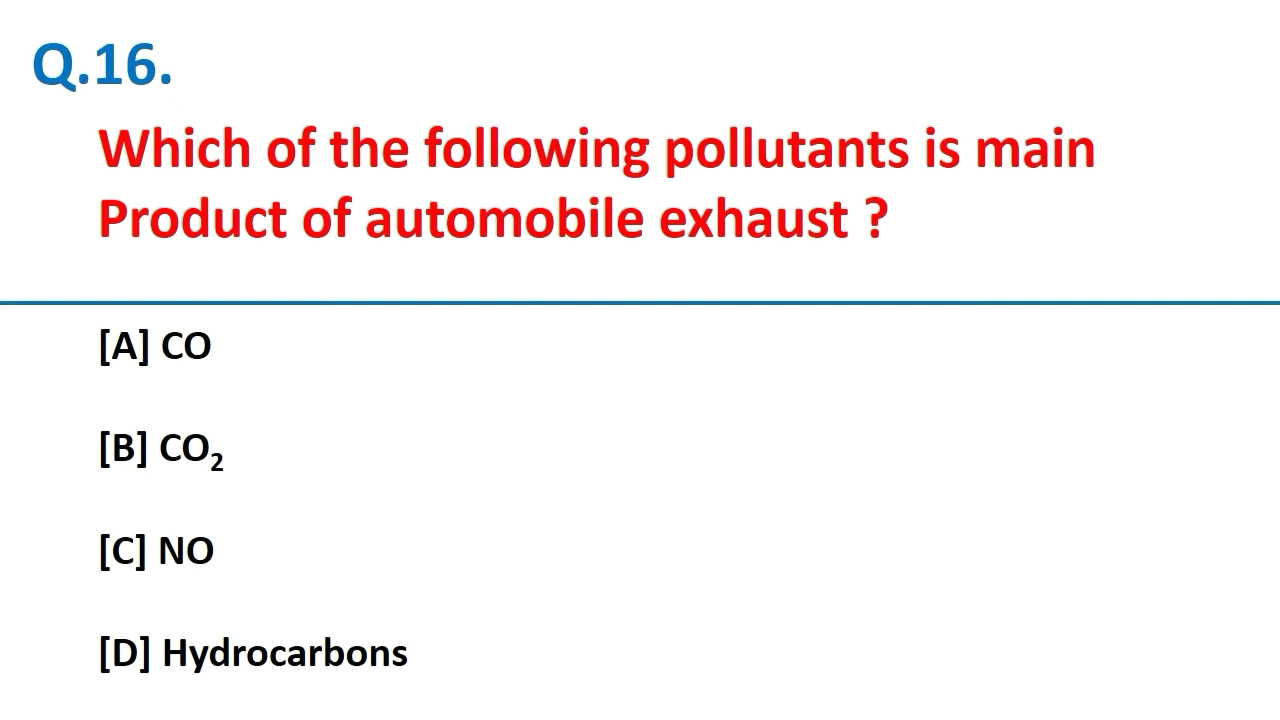 Q.16.
Which of the following pollutants is main
Product of automobile exhaust ?
[A] CO
[B] CO₂
[C] NO
[D] Hydrocarbons